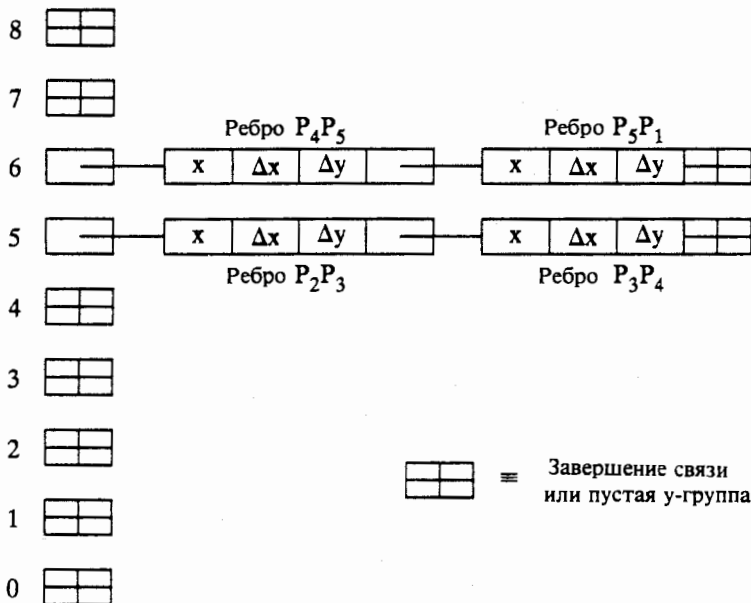 8
7
Ребро P₄P₅ Ребро P₅P₁
6 x Δx Δy x Δx Δy
5 x Δx Δy x Δx Δy
Ребро P₂P₃ Ребро P₃P₄
4
3
2
≡ Завершение связи
или пустая y-группа
1
0